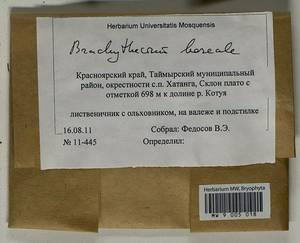 Herbarium Universitatis Mosquensis
Brachythecium boreale
Красноярский край, Таймырский муниципальный
район, окрестности с.п. Хатанга, Склон плато с
отметкой 698 м к долине р. Котуя
лиственичник с ольховником, на валеже и подстилке
16.08.11 Собрал: Федосов В.Э.
№ 11-445 Определил:
Herbarium MW, Bryophyta
MW 9 005 018